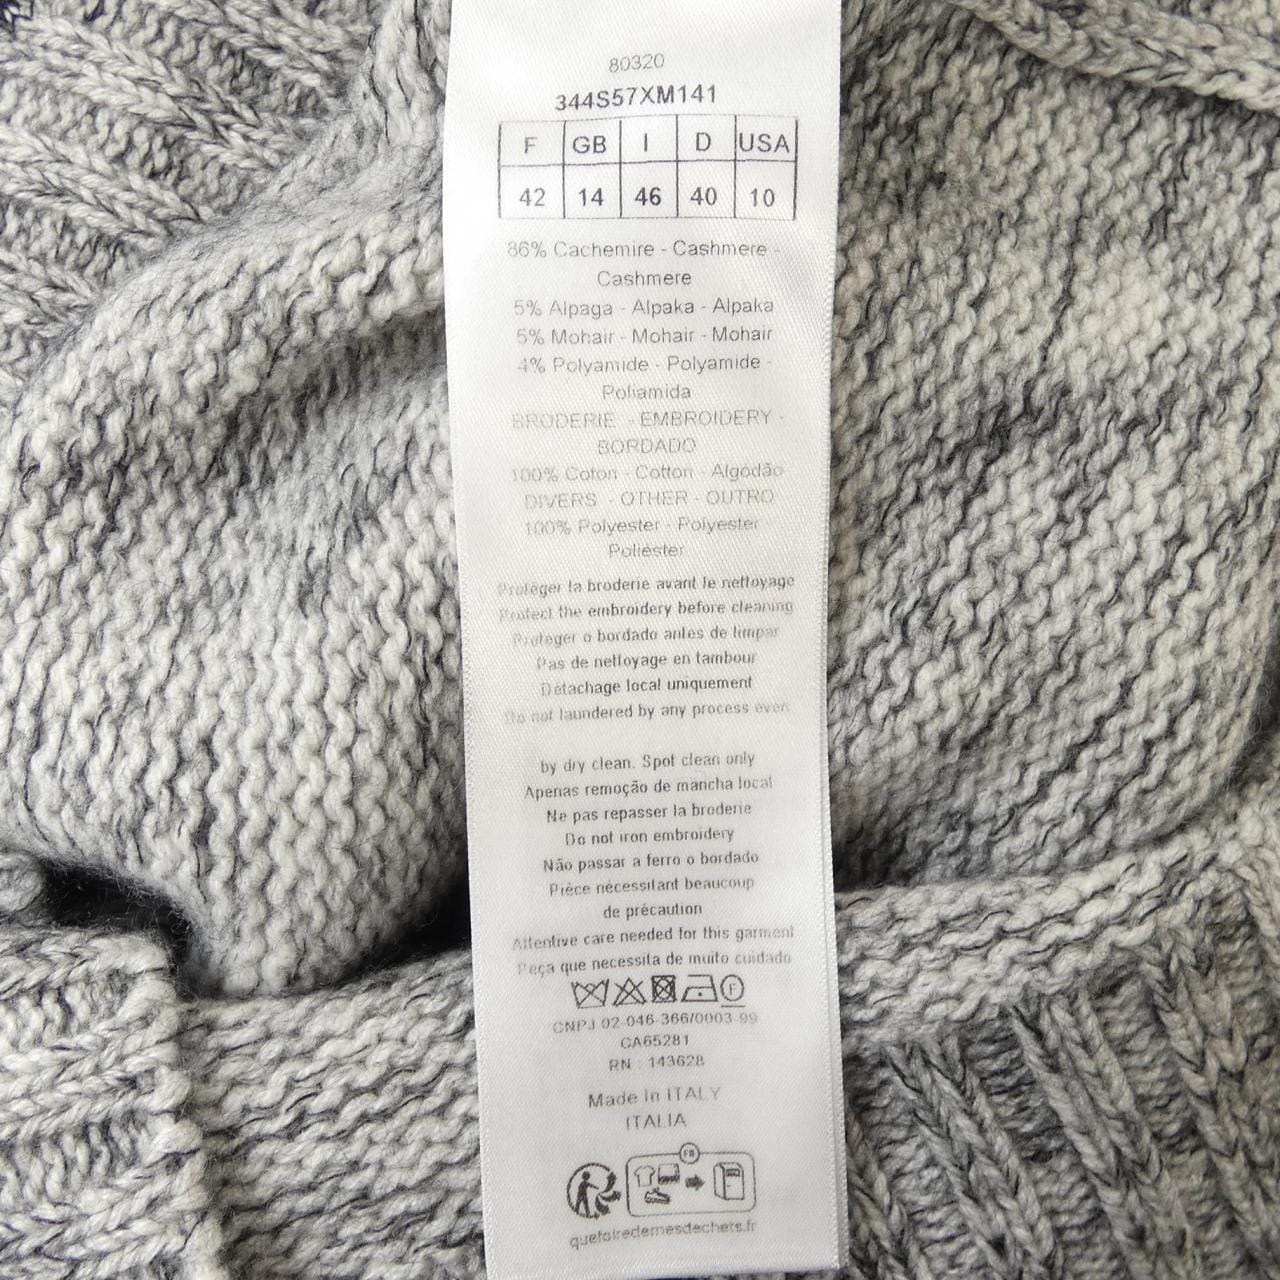 80320
344S57XM141
F GB I D USA
42 14 46 40 10
86% Cachemire - Cashmere -
Cashmere
5% Alpaga - Alpaka - Alpaka
5% Mohair - Mohair - Mohair
4% Polyamide - Polyamide -
Poliamida
BRODERIE - EMBROIDERY -
BORDADO
100% Coton - Cotton - Algodão
DIVERS - OTHER - OUTRO
100% Polyester - Polyester
Poliéster
Protéger la broderie avant le nettoyage
Protect the embroidery before cleaning
Proteger o bordado antes de limpar
Pas de nettoyage en tambour
Détachage local uniquement
Do not laundered by any process even
by dry clean. Spot clean only
Apenas remoção de mancha local
Ne pas repasser la broderie
Do not iron embroidery
Não passar a ferro o bordado
Pièce nécessitant beaucoup
de précaution
Attentive care needed for this garment
Peça que necessita de muito cuidado
F
CNPJ 02-046-366/0003-99
CA65281
RN : 143628
Made in ITALY
ITALIA
FR
quefairedemesdechets.fr